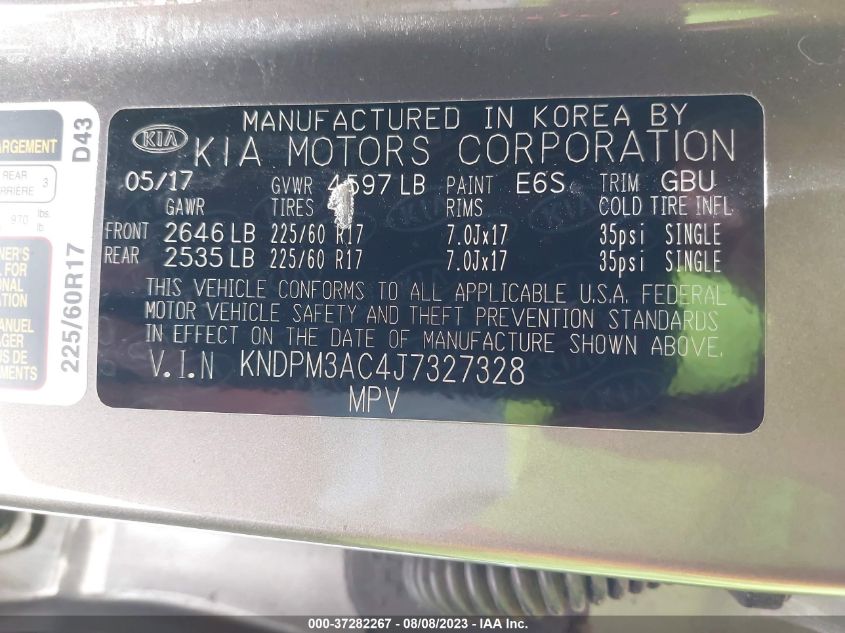 MANUFACTURED IN KOREA BY
KIA KIA MOTORS CORPORATION
05/17 GVWR 4597 LB PAINT E6S TRIM GBU
GAWR TIRES RIMS COLD TIRE INFL
FRONT 2646 LB 225/60 R17 7.0Jx17 35psi SINGLE
REAR 2535 LB 225/60 R17 7.0Jx17 35psi SINGLE
THIS VEHICLE CONFORMS TO ALL APPLICABLE U.S.A. FEDERAL
MOTOR VEHICLE SAFETY AND THEFT PREVENTION STANDARDS
IN EFFECT ON THE DATE OF MANUFACTURE SHOWN ABOVE.
V.I.N KNDPM3AC4J7327328
MPV
D43
225/60R17
REAR
3
970 lbs.
000-37282267 - 08/08/2023 - IAA Inc.